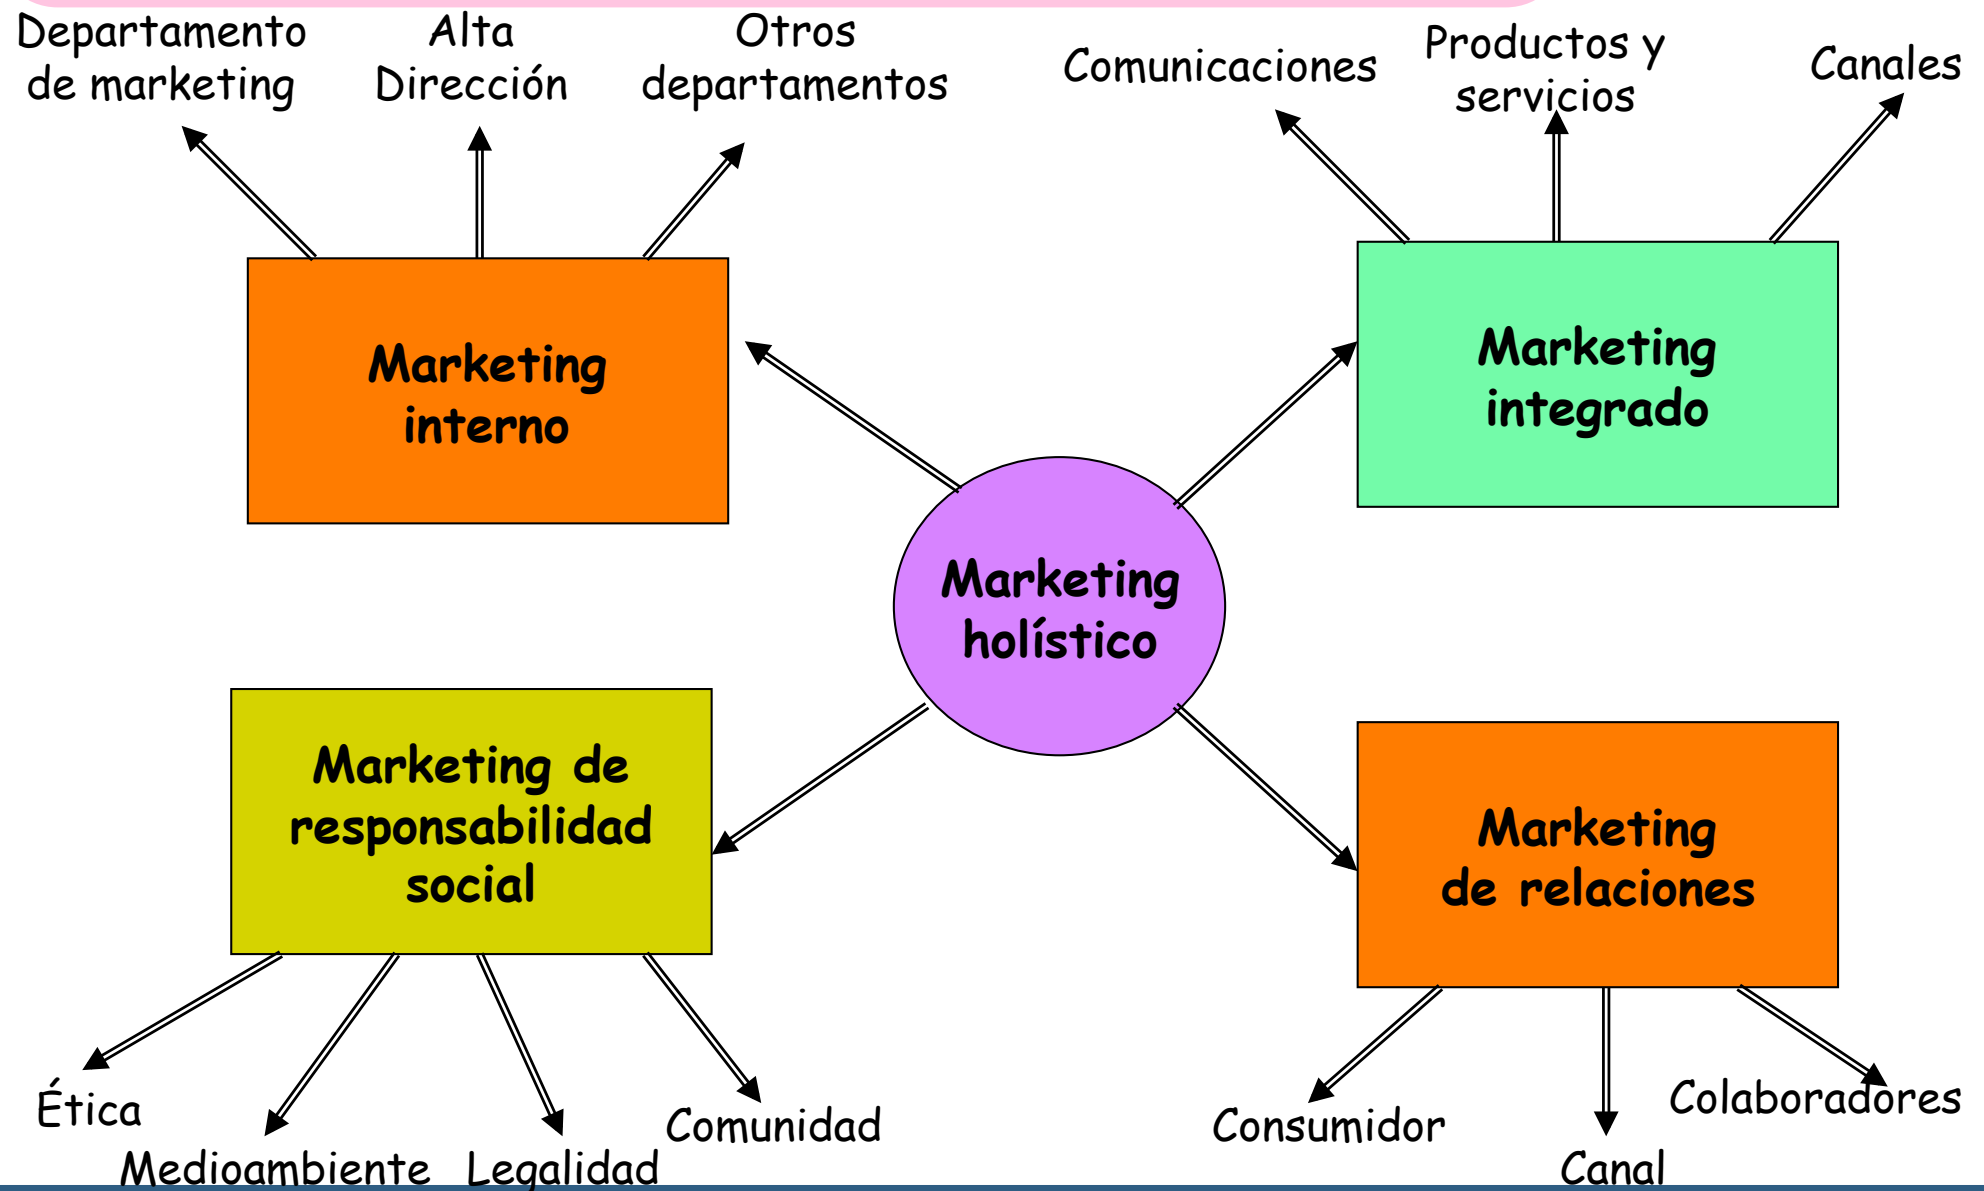 Departamento
de marketing
Alta
Dirección
Otros
departamentos
Comunicaciones
Productos y
servicios
Canales
Marketing
interno
Marketing
integrado
Marketing
holístico
Marketing de
responsabilidad
social
Marketing
de relaciones
Ética
Medioambiente
Legalidad
Comunidad
Consumidor
Canal
Colaboradores